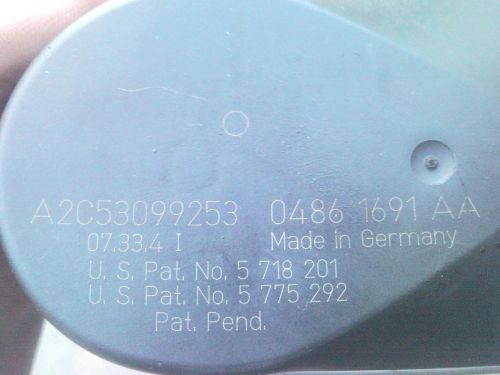 A2C53099253 0486 1691 AA
07.33,4 I Made in Germany
U. S. Pat. No. 5 718 201
U. S. Pat. No. 5 775 292
Pat. Pend.